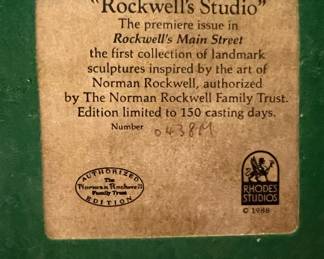 "Rockwell's Studio"
The premiere issue in
Rockwell's Main Street
the first collection of landmark
sculptures inspired by the art of
Norman Rockwell, authorized
by The Norman Rockwell Family Trust.
Edition limited to 150 casting days.
Number 0438M
AUTHORIZED
The
Norman Rockwell
Family Trust
EDITION
RHODES
STUDIOS
© 1988